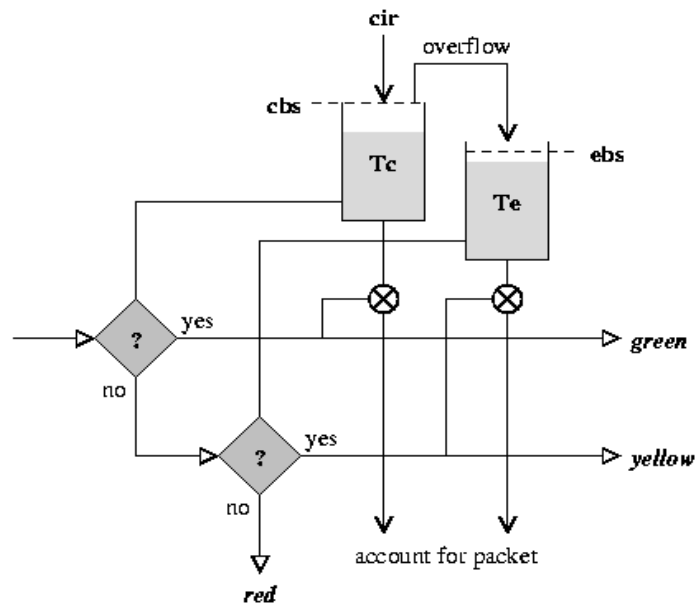 cir
overflow
cbs
ebs
Tc
Te
yes
?
green
no
yes
?
yellow
no
account for packet
red